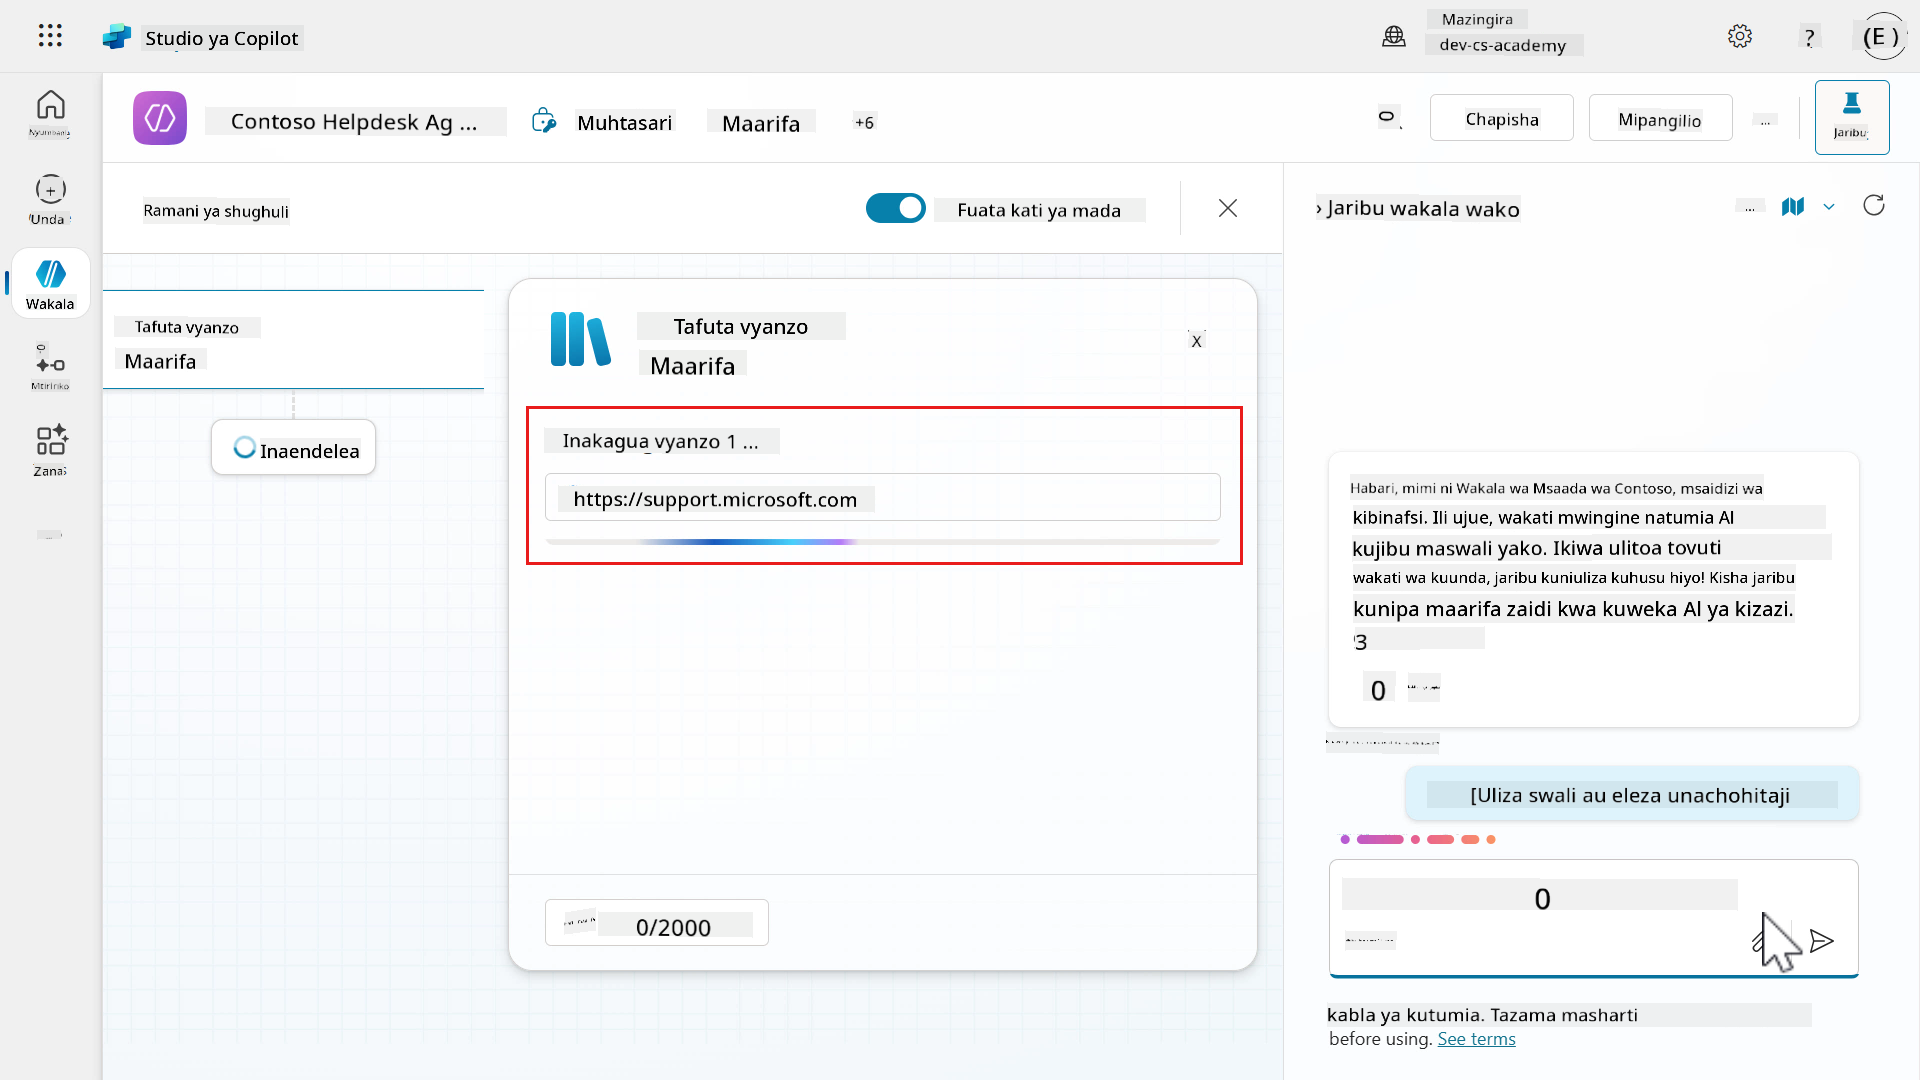 Studio ya Copilot
Mazingira
dev-cs-academy
?
(E )
Contoso Helpdesk Ag ...
Muhtasari
Maarifa
+6
Chapisha
Mipangilio
...
Jaribu
Unda
Wakala
Mtiririko
Zana
Ramani ya shughuli
Fuata kati ya mada
› Jaribu wakala wako
...
Tafuta vyanzo
Maarifa
Inaendelea
Tafuta vyanzo
Maarifa
X
Inakagua vyanzo 1 ...
https://support.microsoft.com
0/2000
Habari, mimi ni Wakala wa Msaada wa Contoso, msaidizi wa
kibinafsi. Ili ujue, wakati mwingine natumia Al
kujibu maswali yako. Ikiwa ulitoa tovuti
wakati wa kuunda, jaribu kuniuliza kuhusu hiyo! Kisha jaribu
kunipa maarifa zaidi kwa kuweka Al ya kizazi.
0
[Uliza swali au eleza unachohitaji
0
kabla ya kutumia. Tazama masharti
before using. See terms